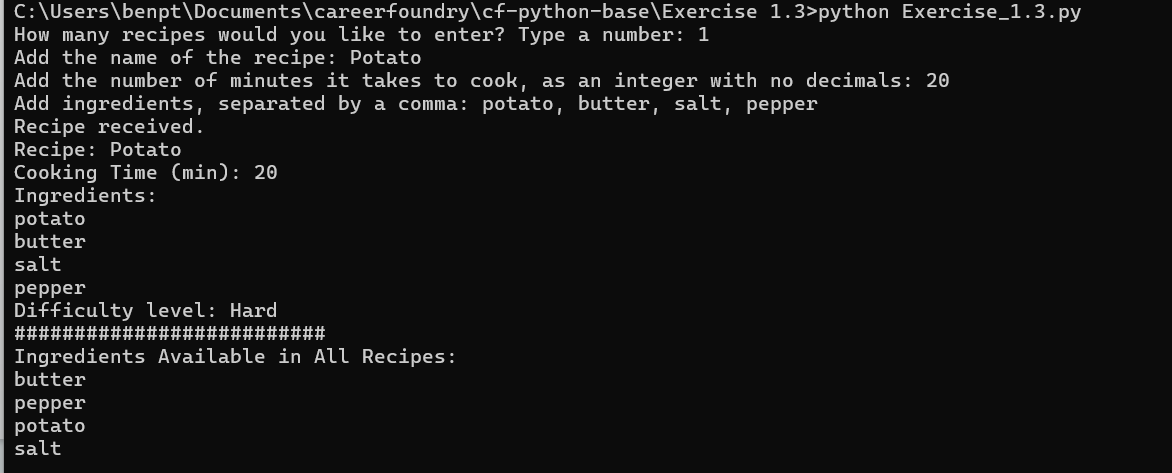 C:\Users\benpt\Documents\careerfoundry\cf-python-base\Exercise 1.3>python Exercise_1.3.py
How many recipes would you like to enter? Type a number: 1
Add the name of the recipe: Potato
Add the number of minutes it takes to cook, as an integer with no decimals: 20
Add ingredients, separated by a comma: potato, butter, salt, pepper
Recipe received.
Recipe: Potato
Cooking Time (min): 20
Ingredients:
potato
butter
salt
pepper
Difficulty level: Hard
##########################
Ingredients Available in All Recipes:
butter
pepper
potato
salt